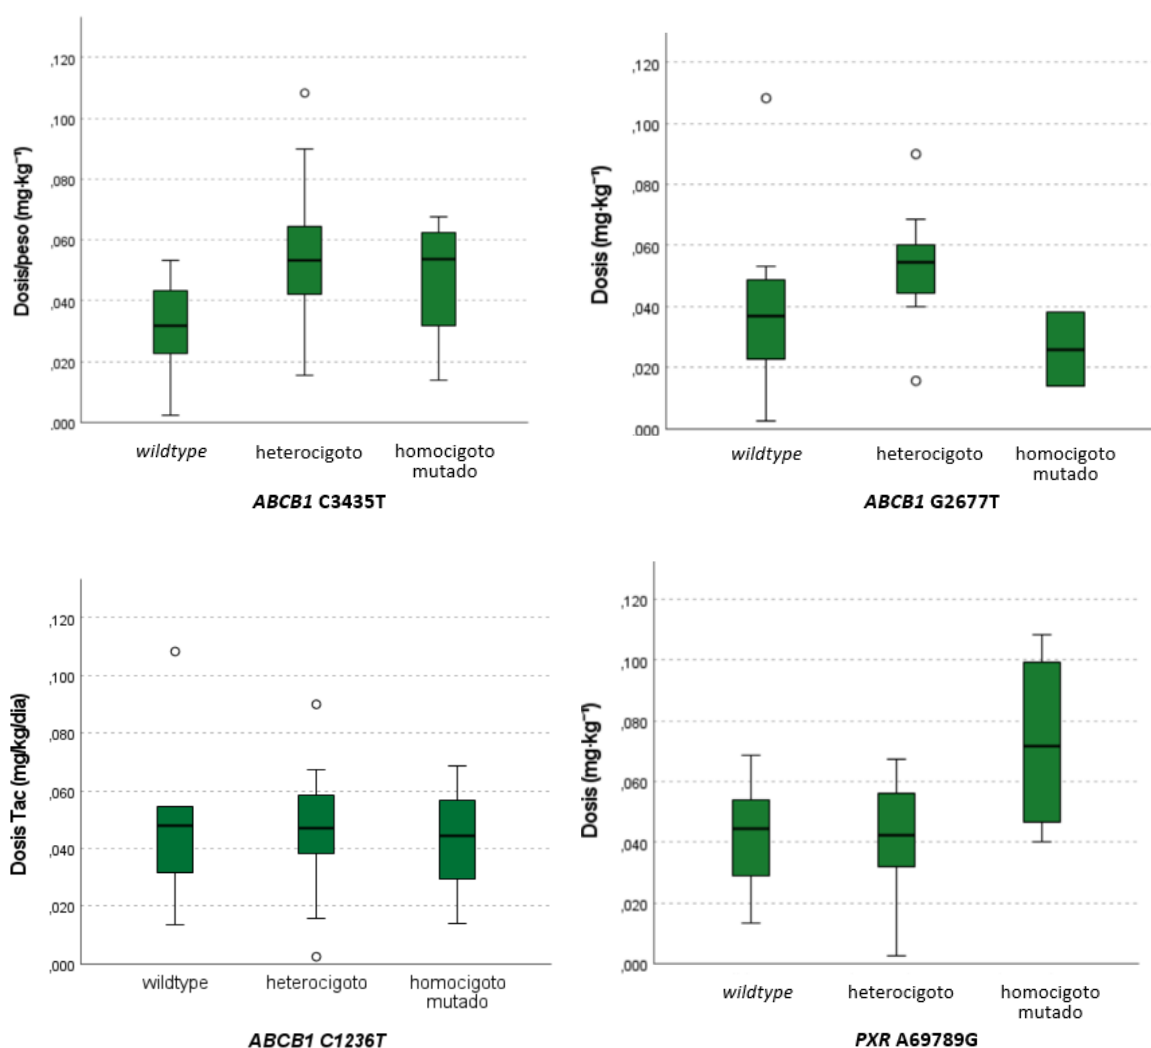 Dosis/peso (mg·kg⁻¹)
,120
,100
,080
,060
,040
,020
,000
wildtype
heterocigoto
homocigoto
mutado
ABCB1 C3435T
Dosis (mg·kg⁻¹)
,120
,100
,080
,060
,040
,020
,000
wildtype
heterocigoto
homocigoto
mutado
ABCB1 G2677T
Dosis Tac (mg/kg/dia)
,120
,100
,080
,060
,040
,020
,000
wildtype
heterocigoto
homocigoto
mutado
ABCB1 C1236T
Dosis (mg·kg⁻¹)
,120
,100
,080
,060
,040
,020
,000
wildtype
heterocigoto
homocigoto
mutado
PXR A69789G